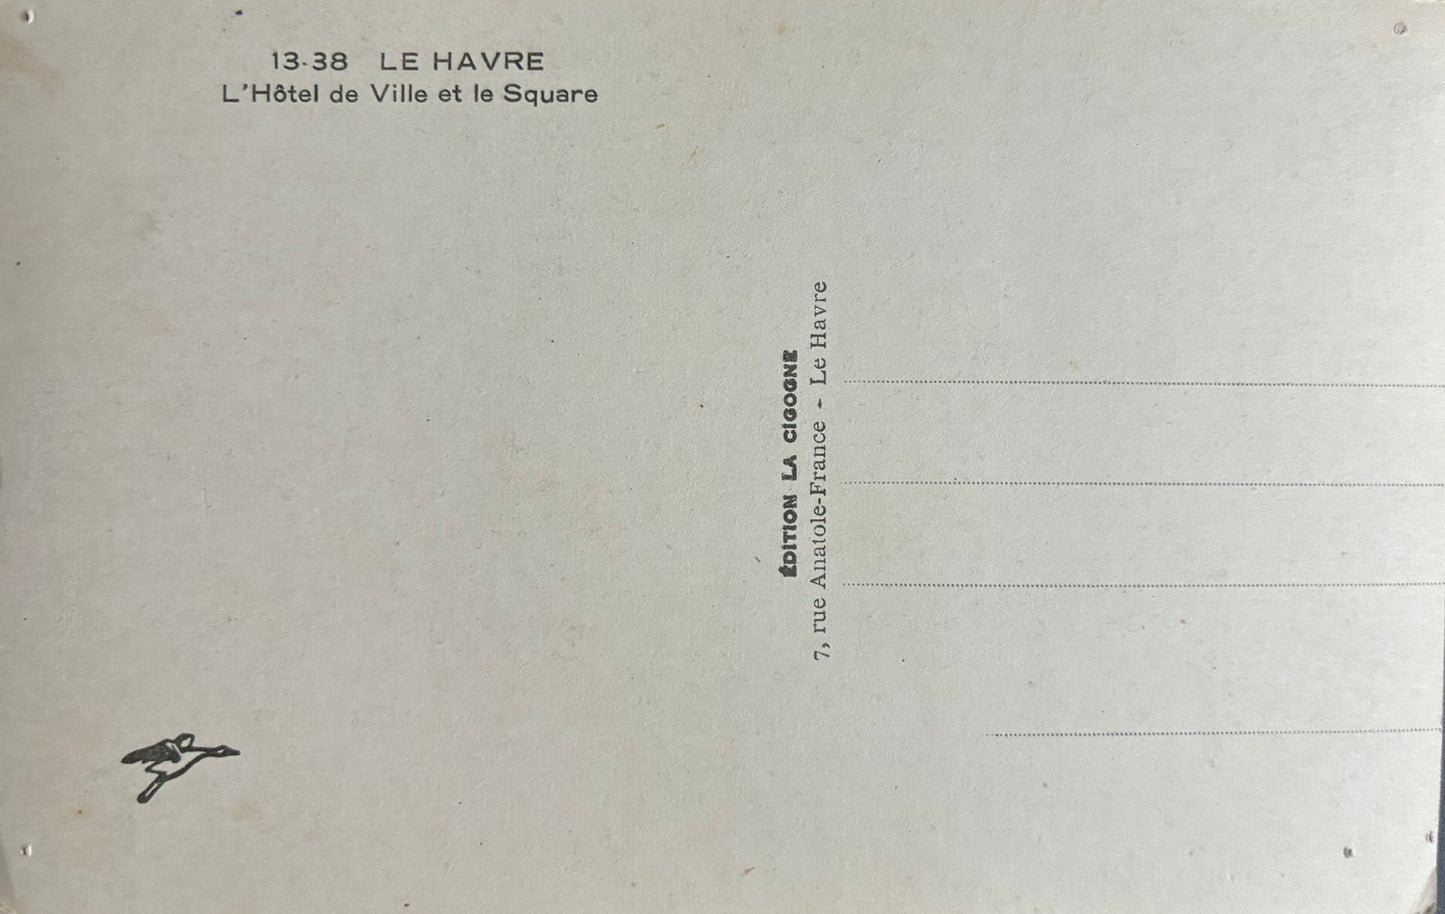 13-38 LE HAVRE
L'Hôtel de Ville et le Square
ÉDITION LA CIGOGNE
7, rue Anatole-France - Le Havre